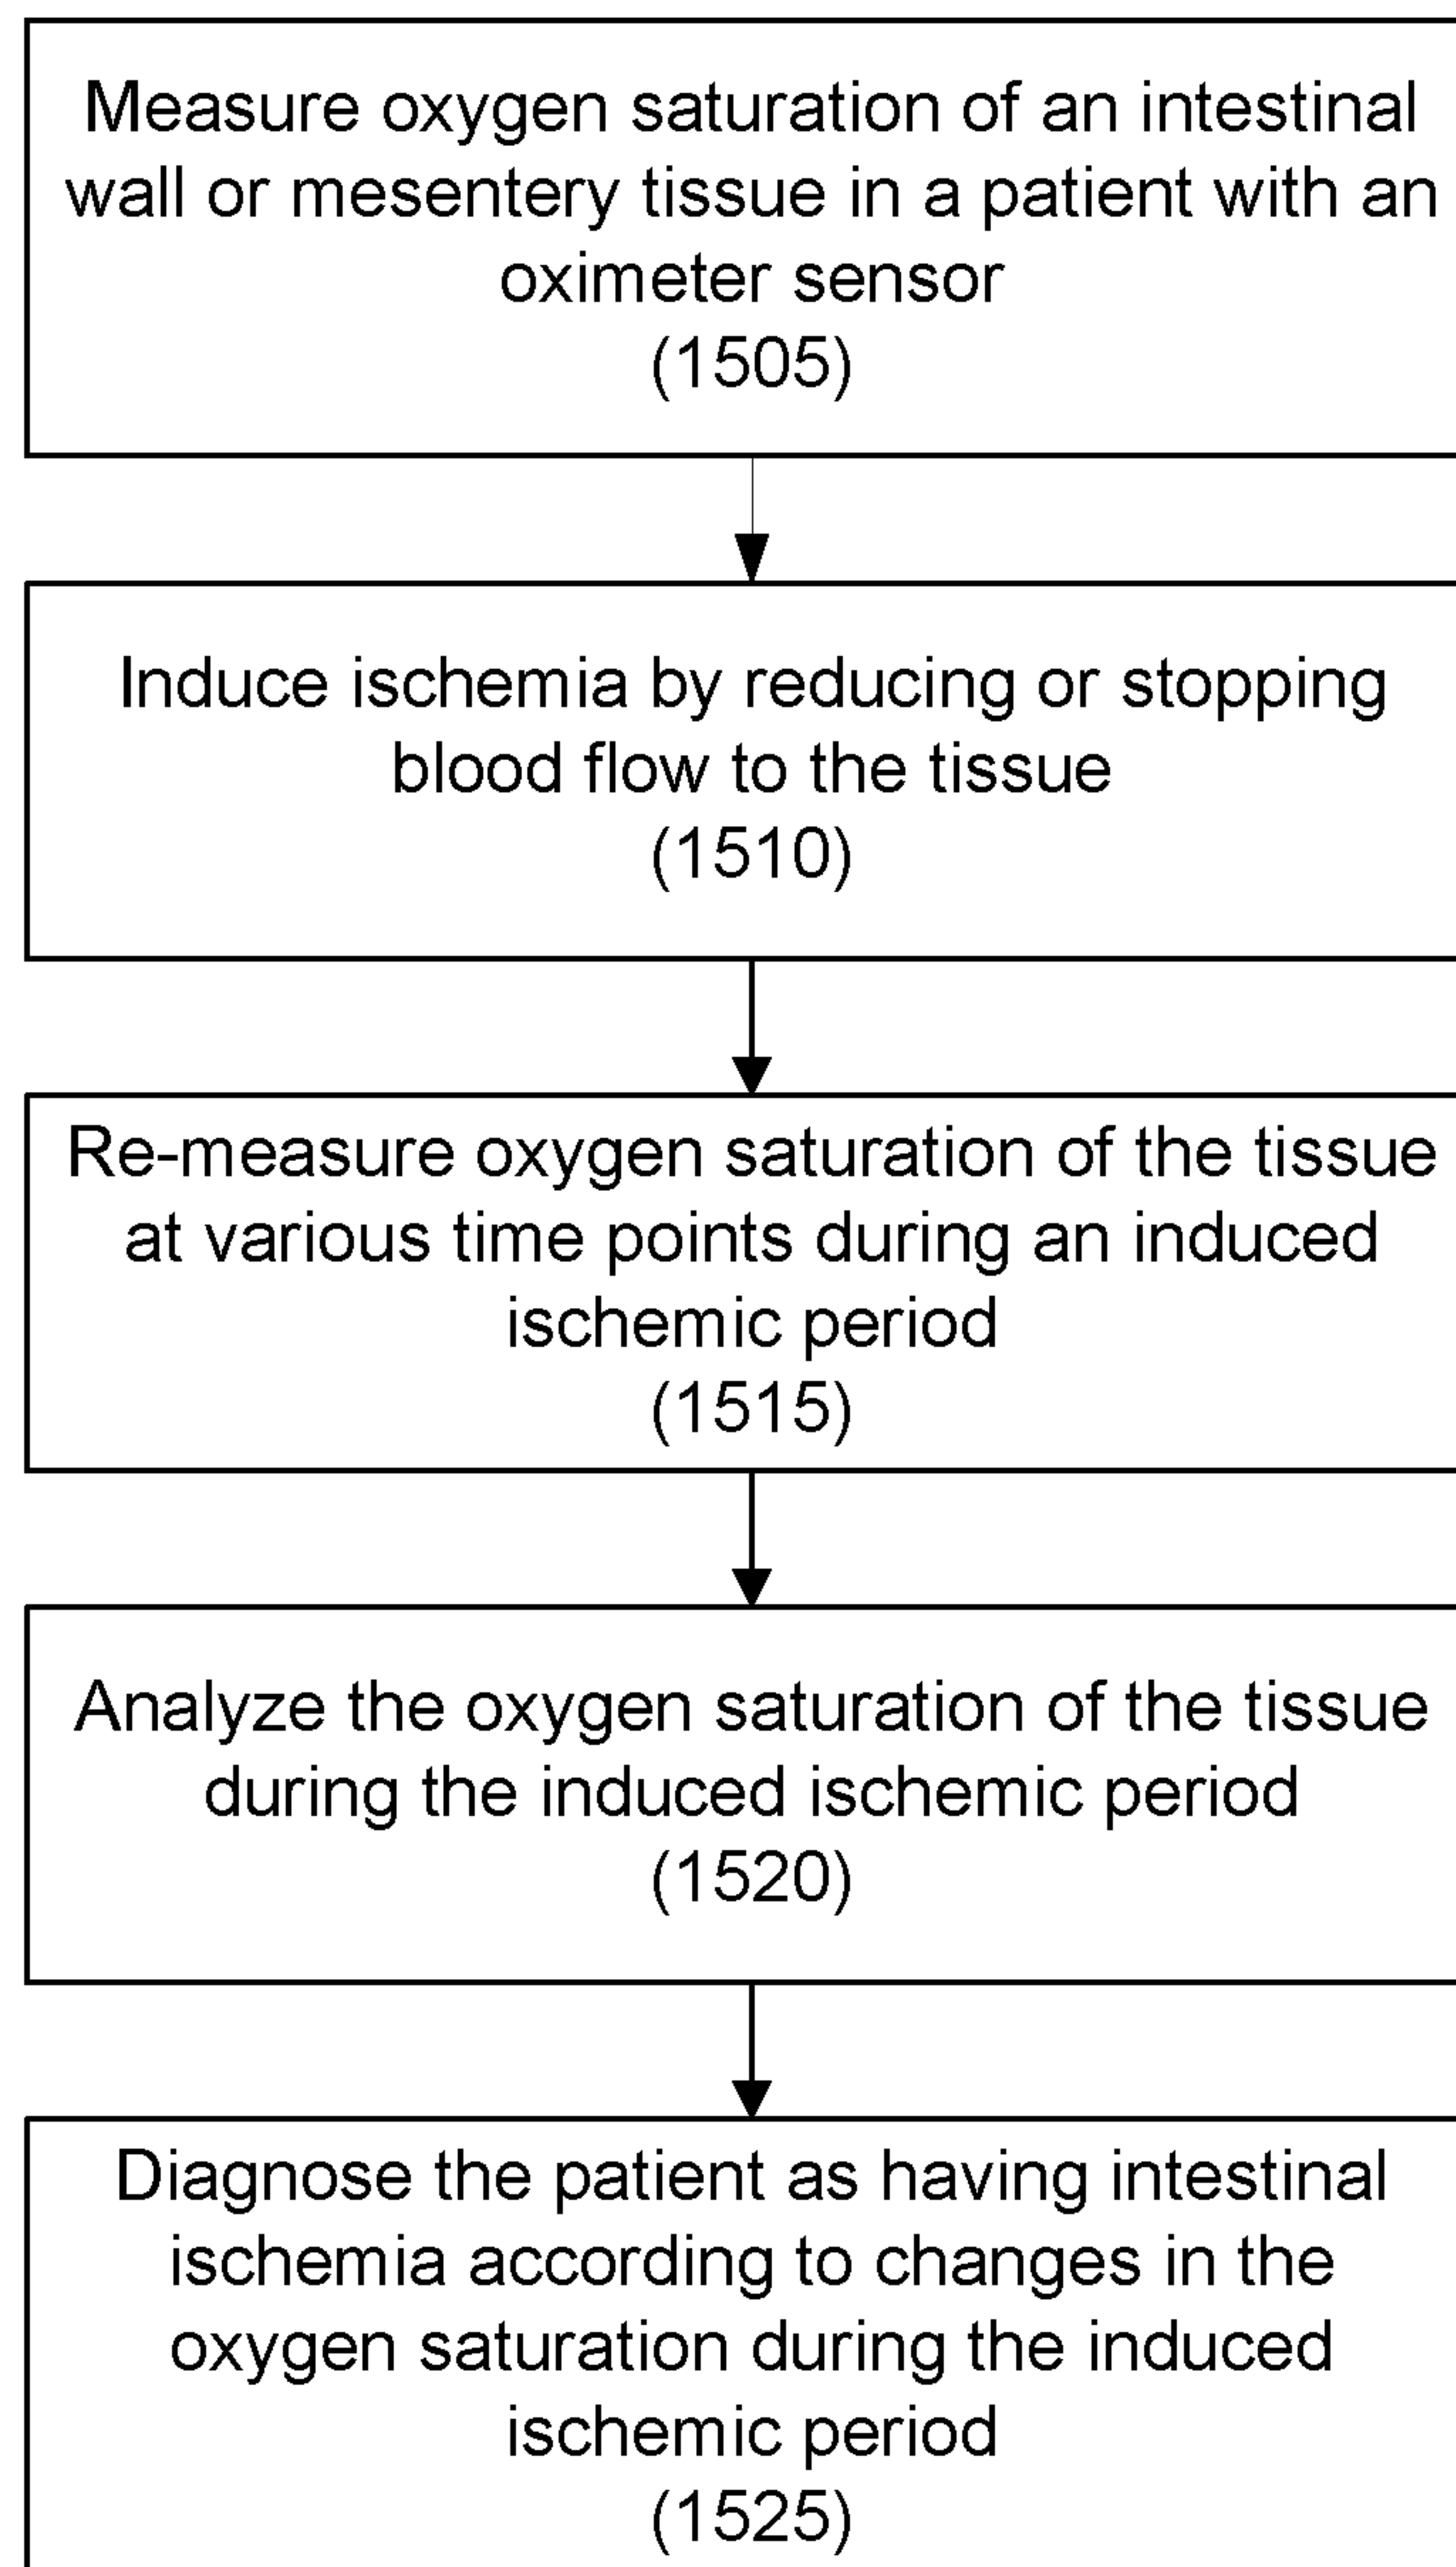 Measure oxygen saturation of an intestinal
wall or mesentery tissue in a patient with an
oximeter sensor
(1505)
Induce ischemia by reducing or stopping
blood flow to the tissue
(1510)
Re-measure oxygen saturation of the tissue
at various time points during an induced
ischemic period
(1515)
Analyze the oxygen saturation of the tissue
during the induced ischemic period
(1520)
Diagnose the patient as having intestinal
ischemia according to changes in the
oxygen saturation during the induced
ischemic period
(1525)